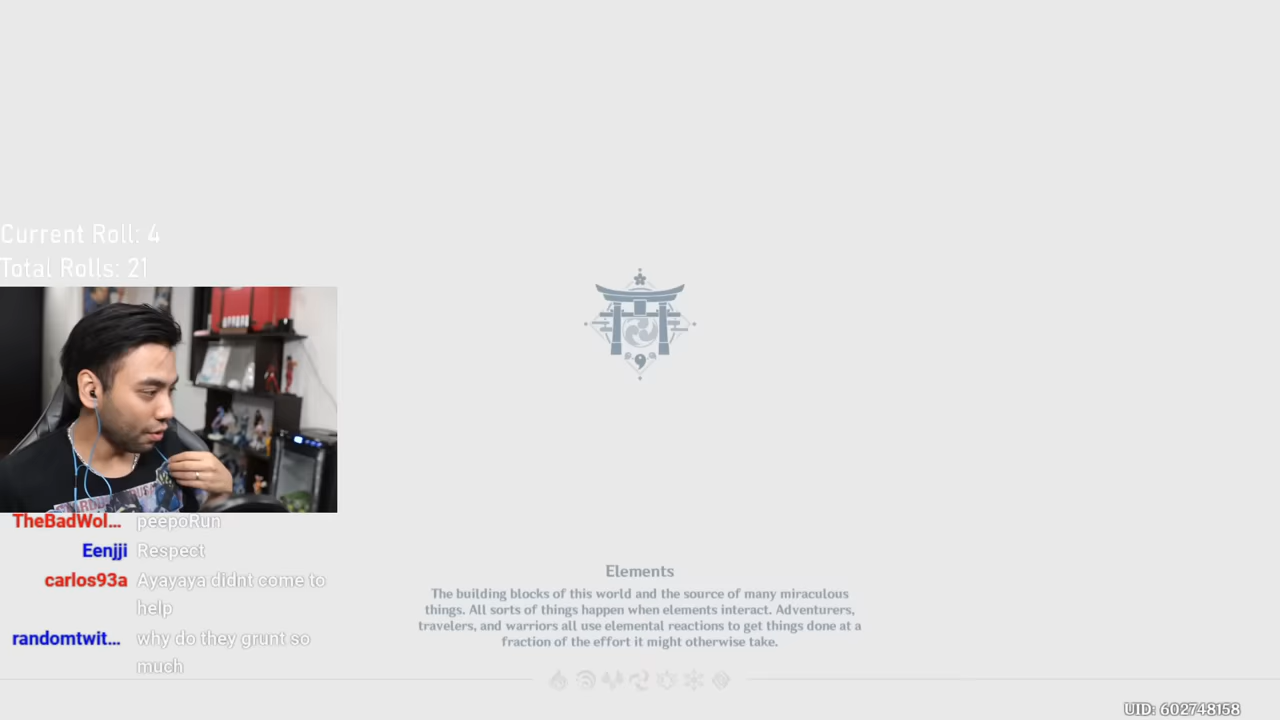 Current Roll: 4
Total Rolls: 21
TheBadWol... peepoRun
Eenjji Respect
carlos93a Ayayaya didnt come to
help
randomtwit... why do they grunt so
much
Elements
The building blocks of this world and the source of many miraculous
things. All sorts of things happen when elements interact. Adventurers,
travelers, and warriors all use elemental reactions to get things done at a
fraction of the effort it might otherwise take.
UID: 602748158